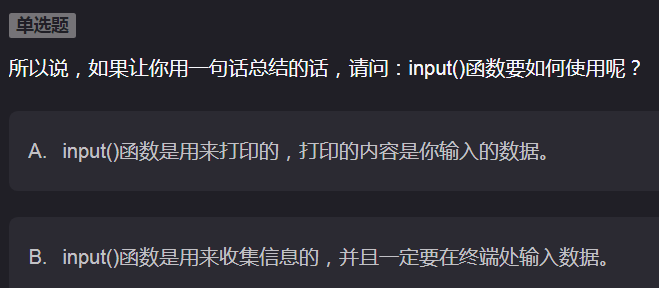 单选题
所以说，如果让你用一句话总结的话，请问：input()函数要如何使用呢？
A. input()函数是用来打印的，打印的内容是你输入的数据。
B. input()函数是用来收集信息的，并且一定要在终端处输入数据。